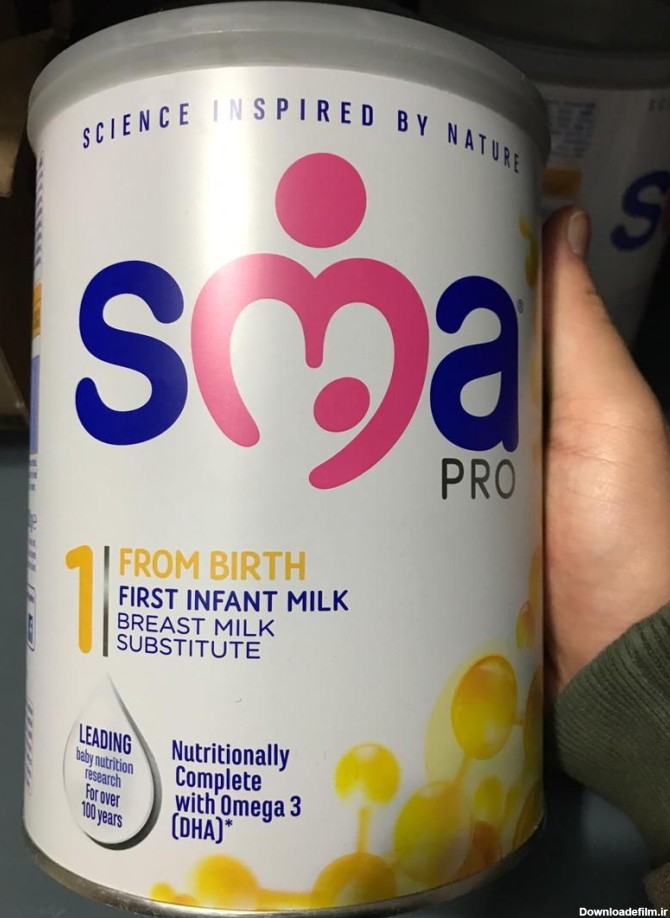 SCIENCE INSPIRED BY NATURE
sma®
PRO
1
FROM BIRTH
FIRST INFANT MILK
BREAST MILK
SUBSTITUTE
LEADING
baby nutrition
research
For over
100 years
Nutritionally
Complete
with Omega 3
(DHA)*
Downloadefilm.ir